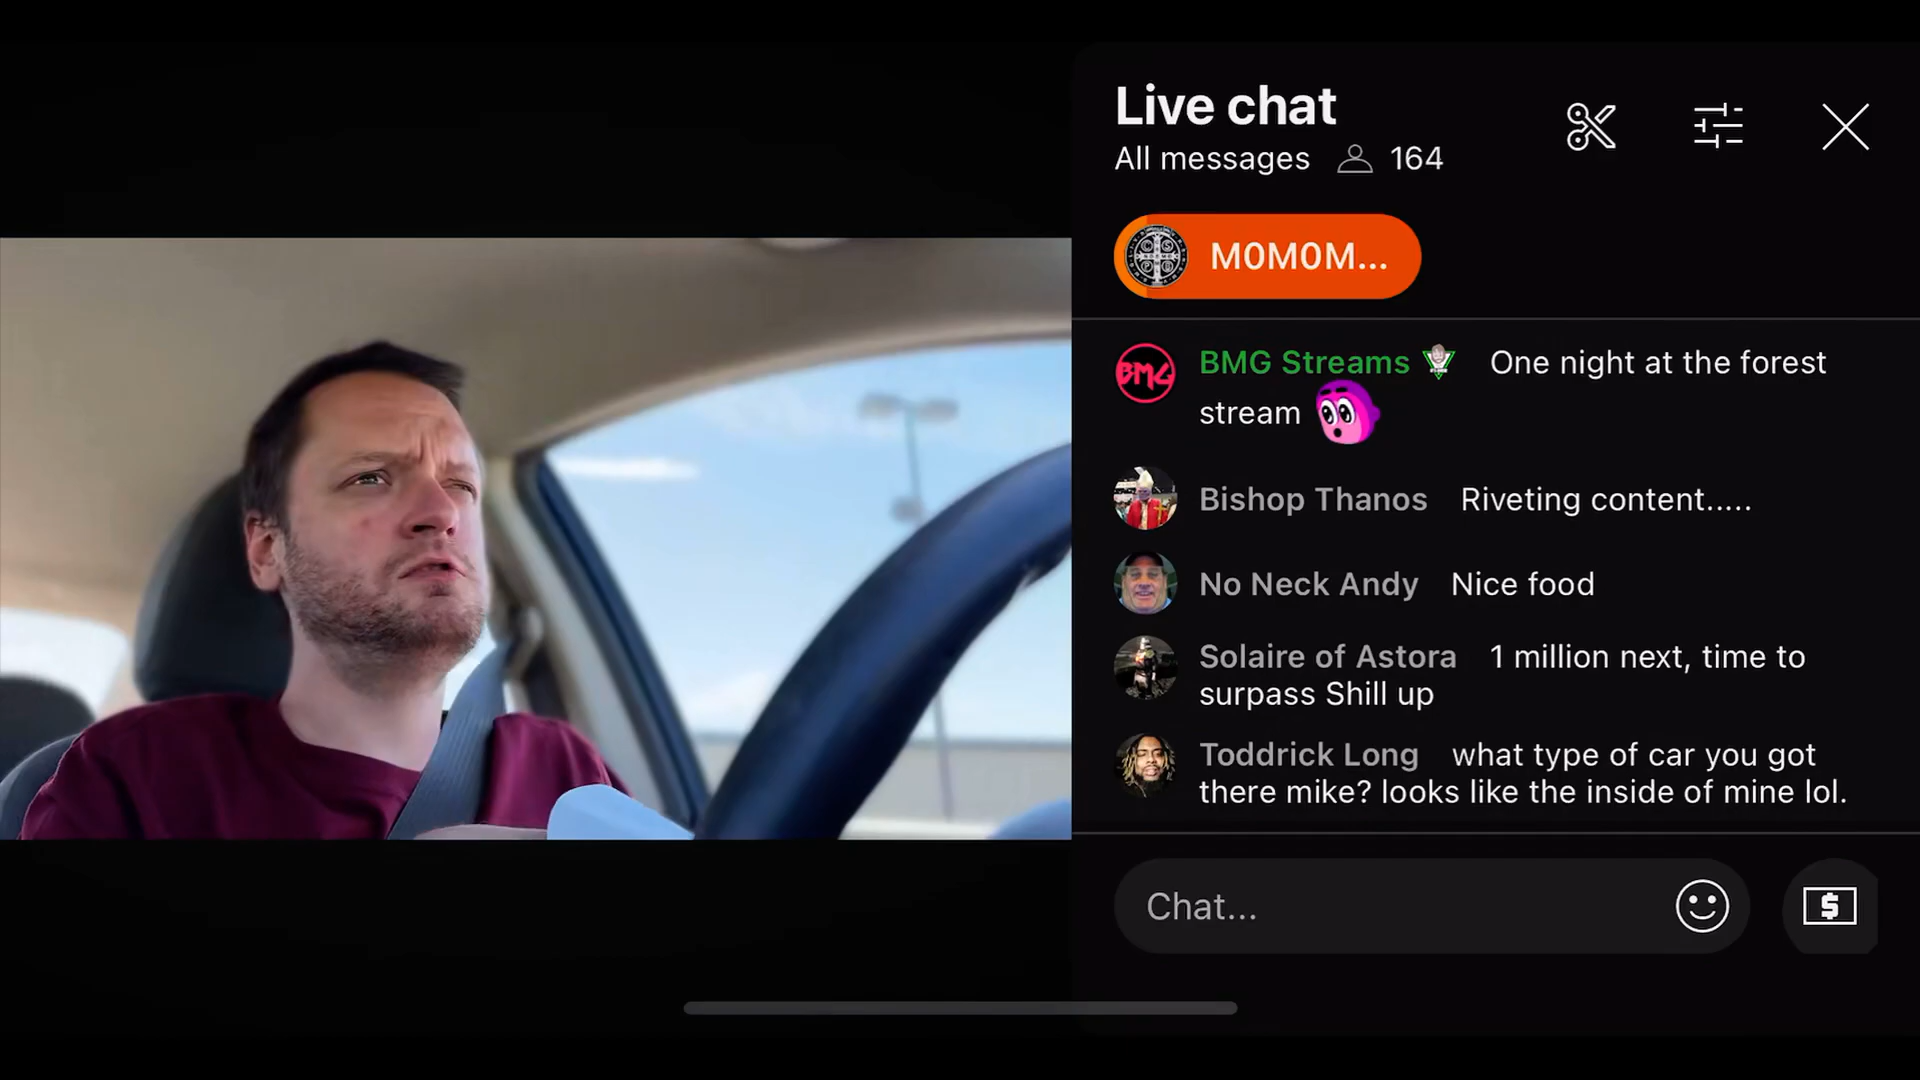 Live chat
All messages 164
M0M0M...
BMG BMG Streams One night at the forest
stream
Bishop Thanos Riveting content.....
No Neck Andy Nice food
Solaire of Astora 1 million next, time to
surpass Shill up
Toddrick Long what type of car you got
there mike? looks like the inside of mine lol.
Chat...
$